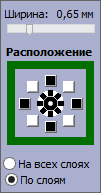 Ширина: 0,65 мм
Расположение
На всех слоях
По слоям